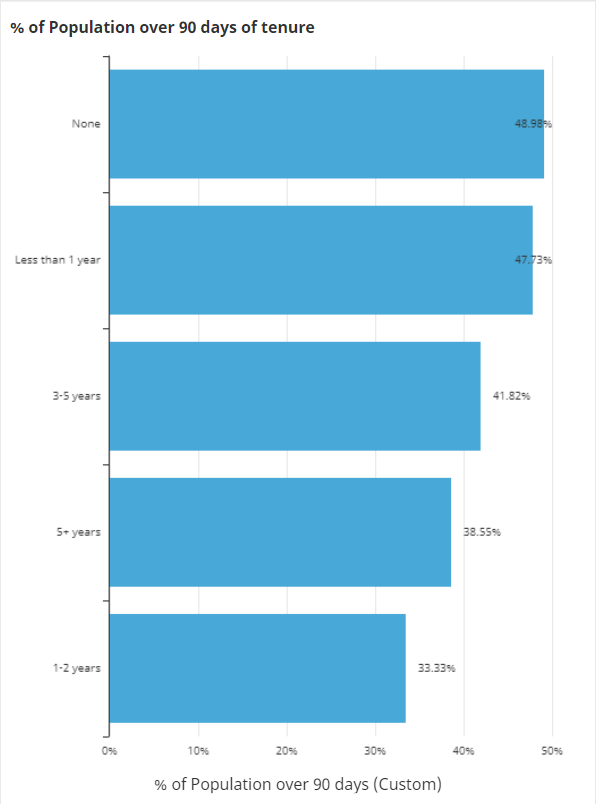 % of Population over 90 days of tenure
None
48.98%
Less than 1 year
47.73%
3-5 years
41.82%
5+ years
38.55%
1-2 years
33.33%
0%
10%
20%
30%
40%
50%
% of Population over 90 days (Custom)